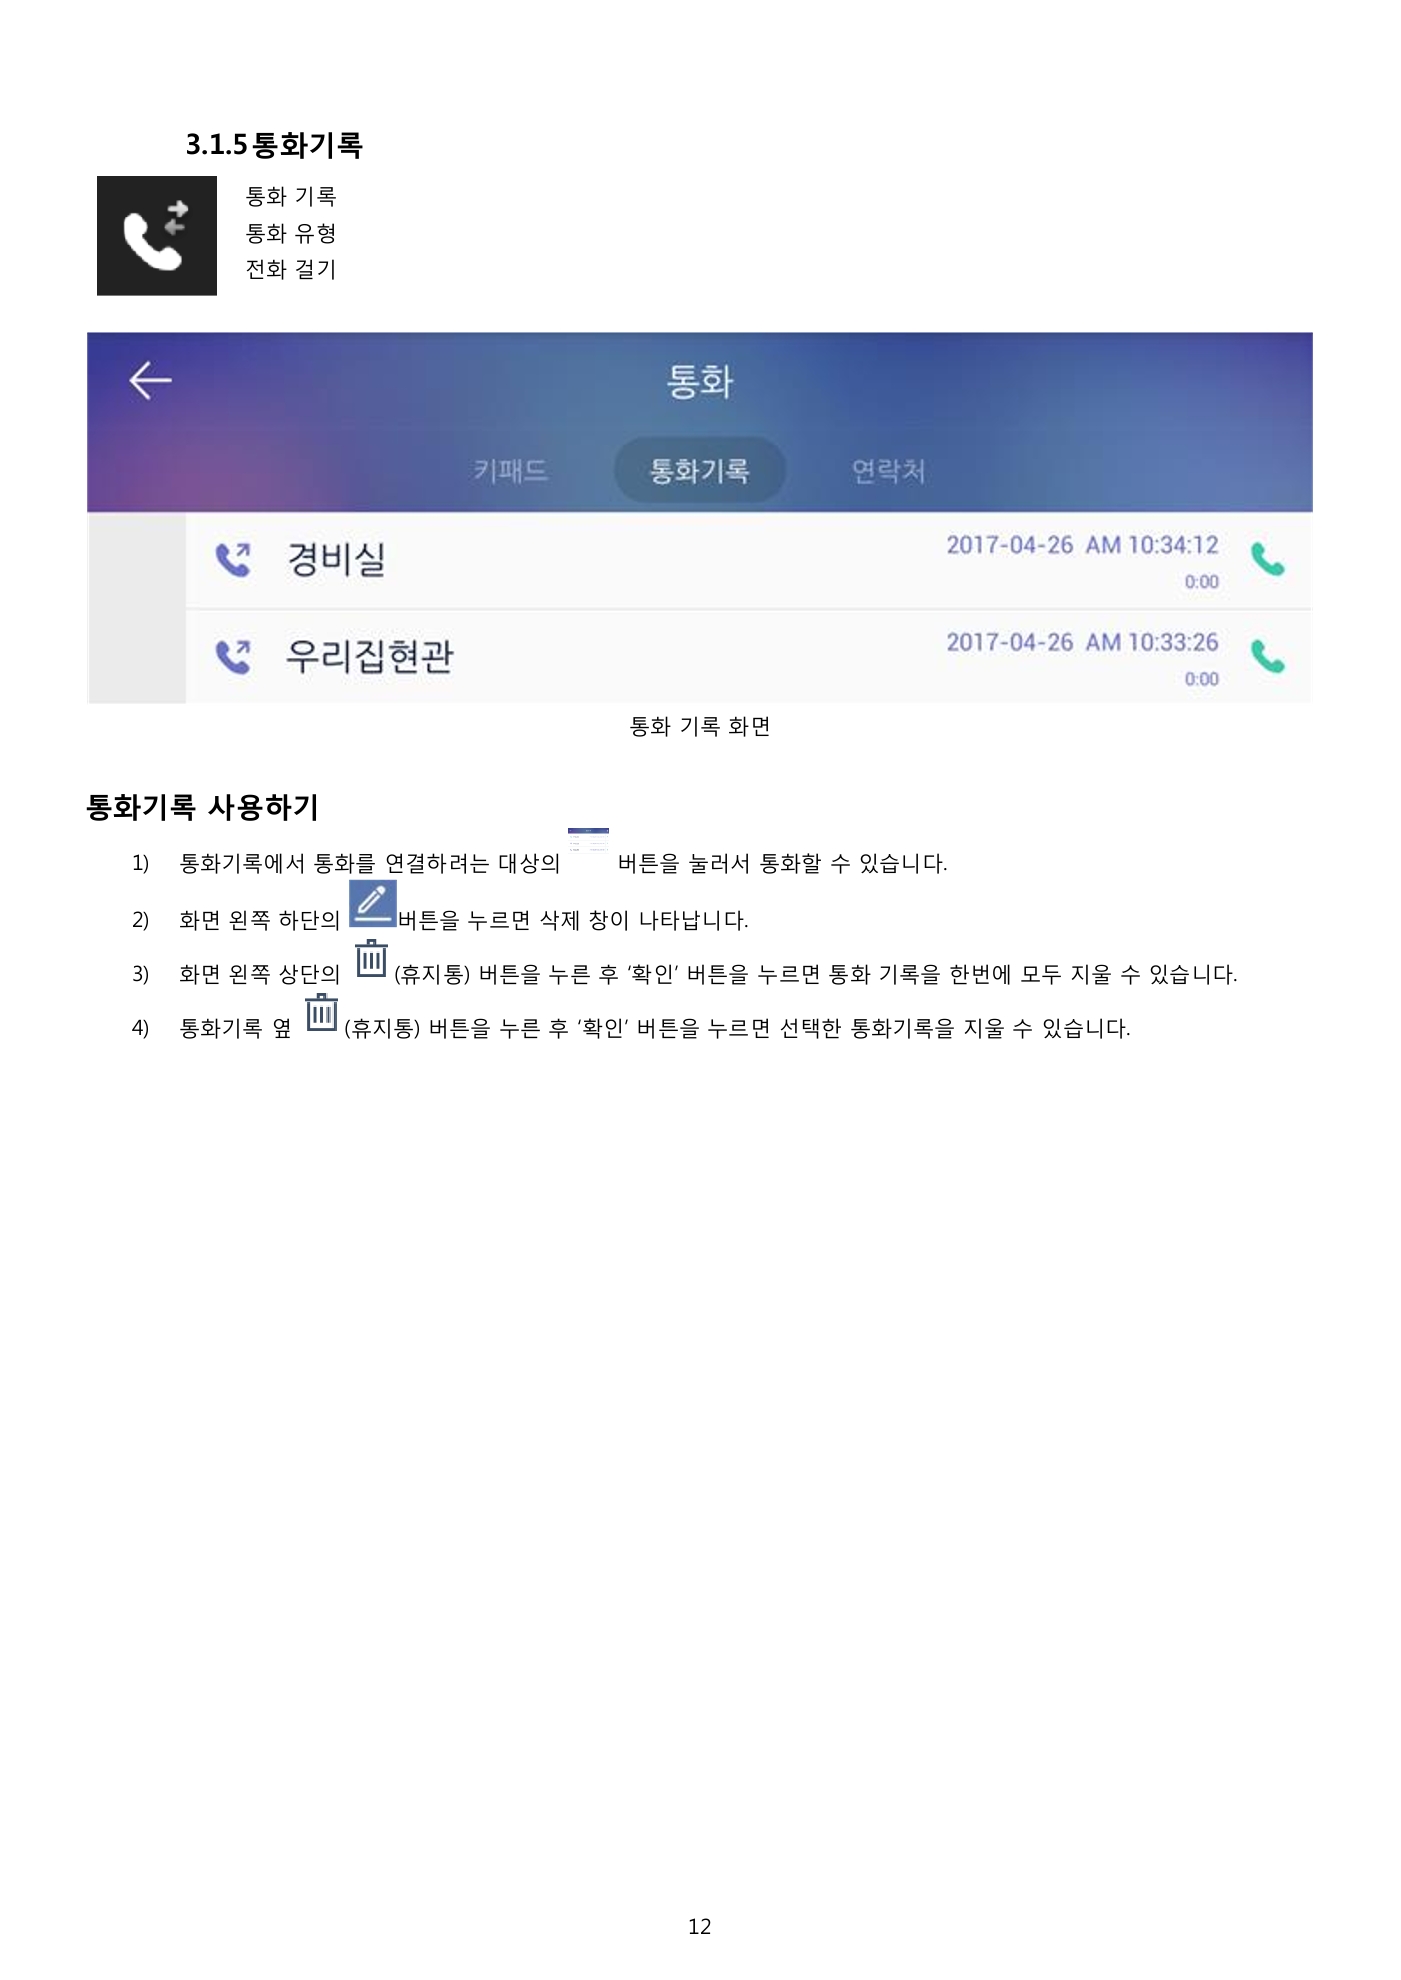 3.1.5 통화기록
통화 기록
통화 유형
전화 걸기
통화
키패드 통화기록 연락처
경비실 2017-04-26 AM 10:34:12
0:00
우리집현관 2017-04-26 AM 10:33:26
0:00
통화 기록 화면
통화기록 사용하기
1) 통화기록에서 통화를 연결하려는 대상의 버튼을 눌러서 통화할 수 있습니다.
2) 화면 왼쪽 하단의 버튼을 누르면 삭제 창이 나타납니다.
3) 화면 왼쪽 상단의 (휴지통) 버튼을 누른 후 ‘확인’ 버튼을 누르면 통화 기록을 한번에 모두 지울 수 있습니다.
4) 통화기록 옆 (휴지통) 버튼을 누른 후 ‘확인’ 버튼을 누르면 선택한 통화기록을 지울 수 있습니다.
12